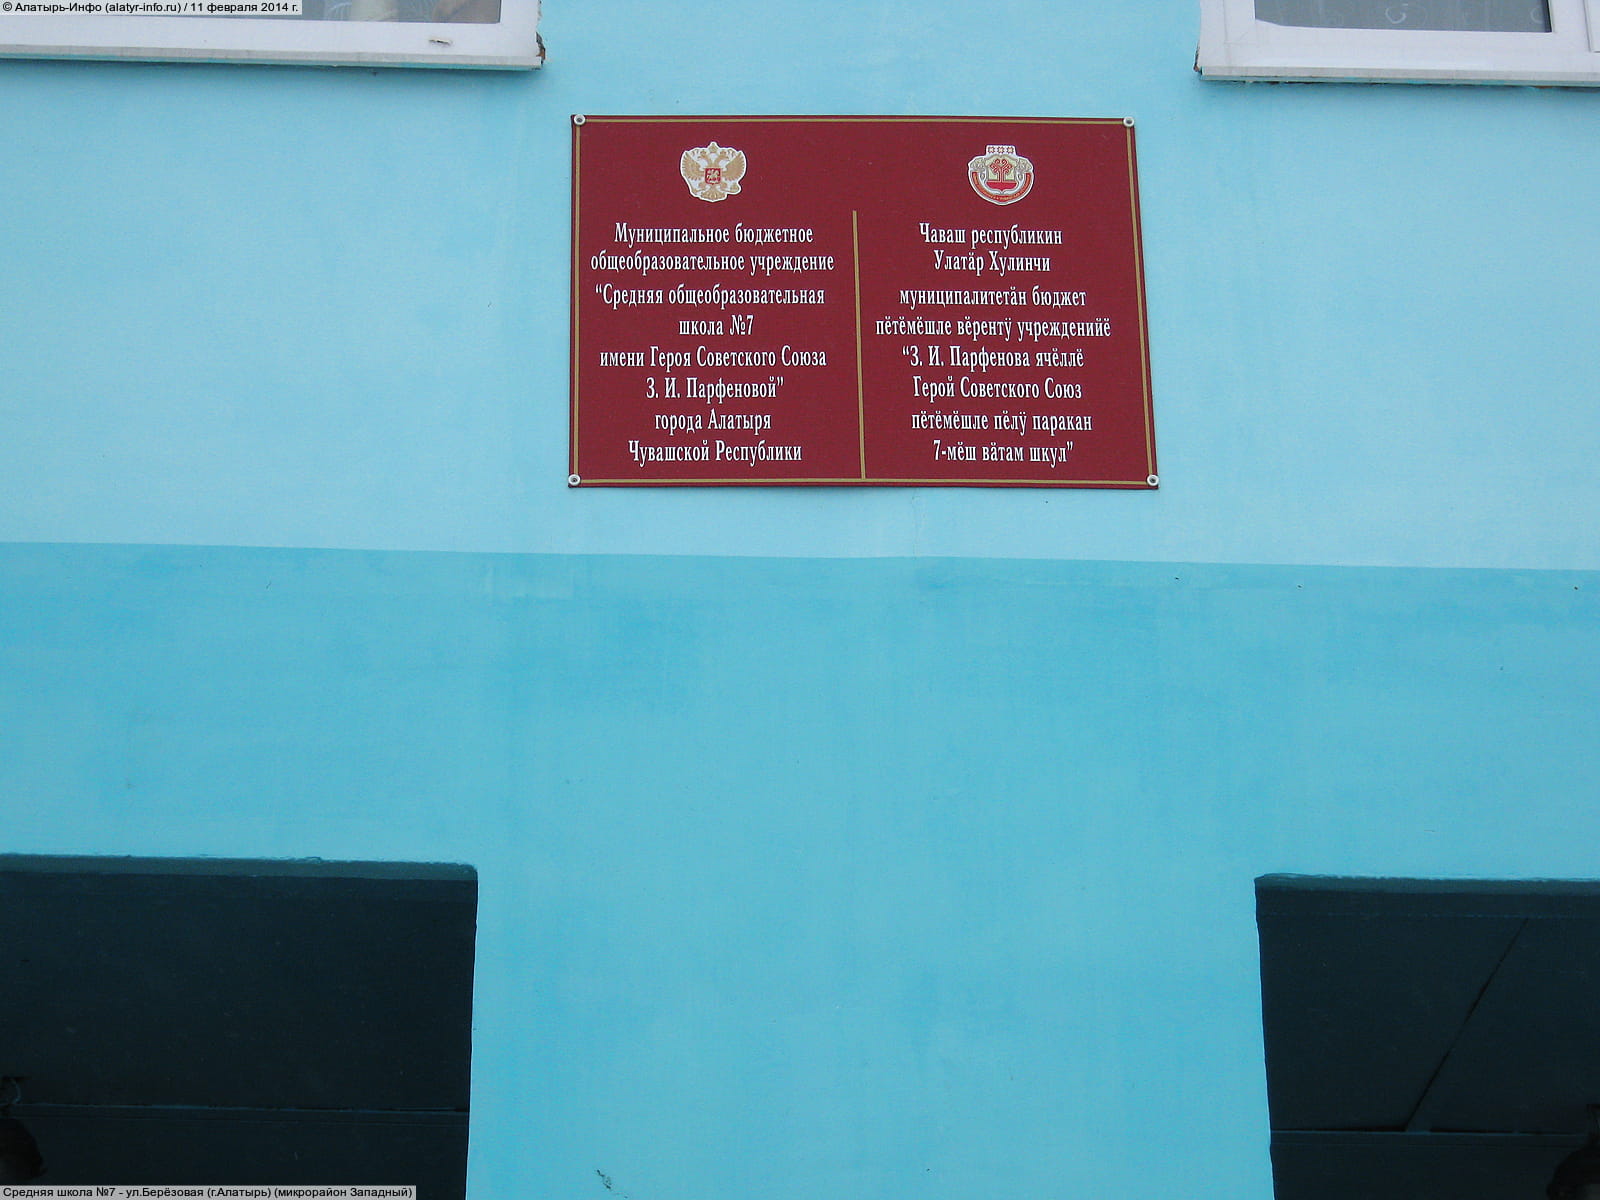 © Алатырь-Инфо (alatyr-info.ru) / 11 февраля 2014 г.
Муниципальное бюджетное
общеобразовательное учреждение
“Средняя общеобразовательная
школа №7
имени Героя Советского Союза
З. И. Парфеновой”
города Алатыря
Чувашской Республики
Чаваш республикин
Улатӑр Хулинчи
муниципалитетӑн бюджет
пӗтӗмӗшле вӗрентӳ учрежденийӗ
“З. И. Парфенова ячӗллӗ
Герой Советского Союз
пӗтӗмӗшле пӗлӳ паракан
7-мӗш вӑтам шкул”
Средняя школа №7 - ул.Берёзовая (г.Алатырь) (микрорайон Западный)